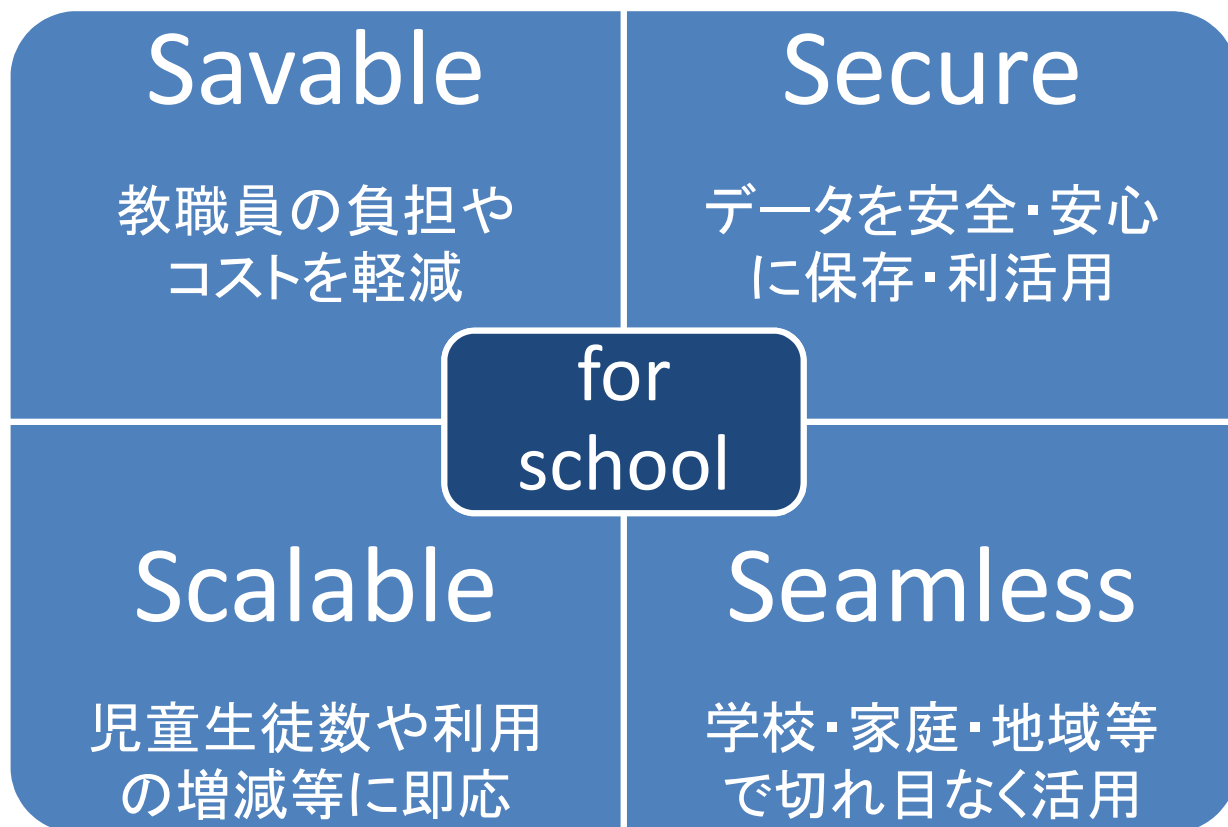 Savable
教職員の負担や
コストを軽減
Secure
データを安全・安心
に保存・利活用
for
school
Scalable
児童生徒数や利用
の増減等に即応
Seamless
学校・家庭・地域等
で切れ目なく活用